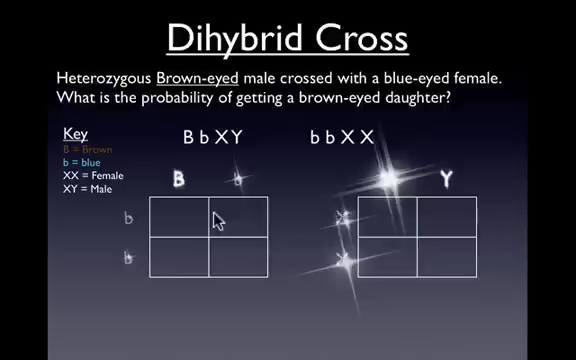 Dihybrid Cross
Heterozygous Brown-eyed male crossed with a blue-eyed female.
What is the probability of getting a brown-eyed daughter?
Key
B = Brown
b = blue
XX = Female
XY = Male
B b X Y
b b X X
B b
Y
b
X
b
X